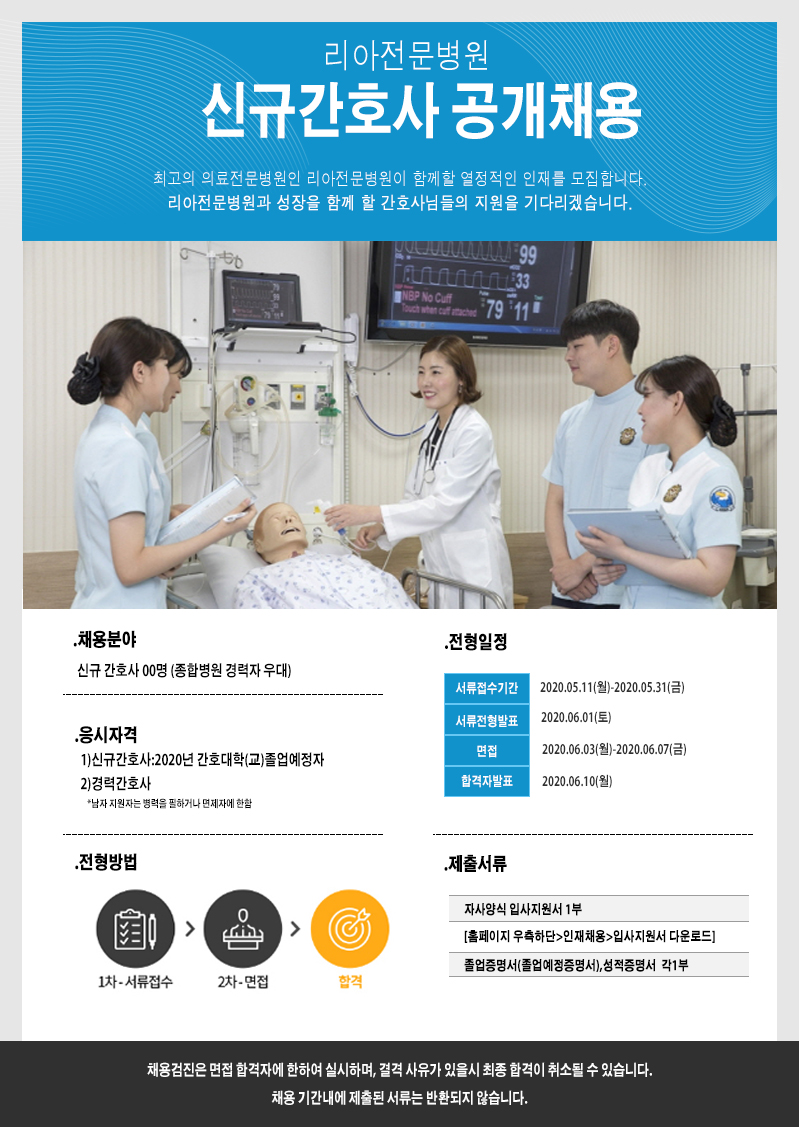 리아전문병원
신규간호사 공개채용
최고의 의료전문병원인 리아전문병원이 함께할 열정적인 인재를 모집합니다.
리아전문병원과 성장을 함께 할 간호사님들의 지원을 기다리겠습니다.
99
33
NBP No Cuff
Touch when cuff attached
79
11
.채용분야
신규 간호사 00명 (종합병원 경력자 우대)
.응시자격
1)신규간호사:2020년 간호대학(교)졸업예정자
2)경력간호사
*남자 지원자는 병력을 필하거나 면제자에 한함
.전형일정
서류접수기간 2020.05.11(월)-2020.05.31(금)
서류전형발표 2020.06.01(토)
면접 2020.06.03(월)-2020.06.07(금)
합격자발표 2020.06.10(월)
.전형방법
1차 - 서류접수 2차 - 면접 합격
.제출서류
자사양식 입사지원서 1부
[홈페이지 우측하단>인재채용>입사지원서 다운로드]
졸업증명서(졸업예정증명서),성적증명서 각1부
채용검진은 면접 합격자에 한하여 실시하며, 결격 사유가 있을시 최종 합격이 취소될 수 있습니다.
채용 기간내에 제출된 서류는 반환되지 않습니다.